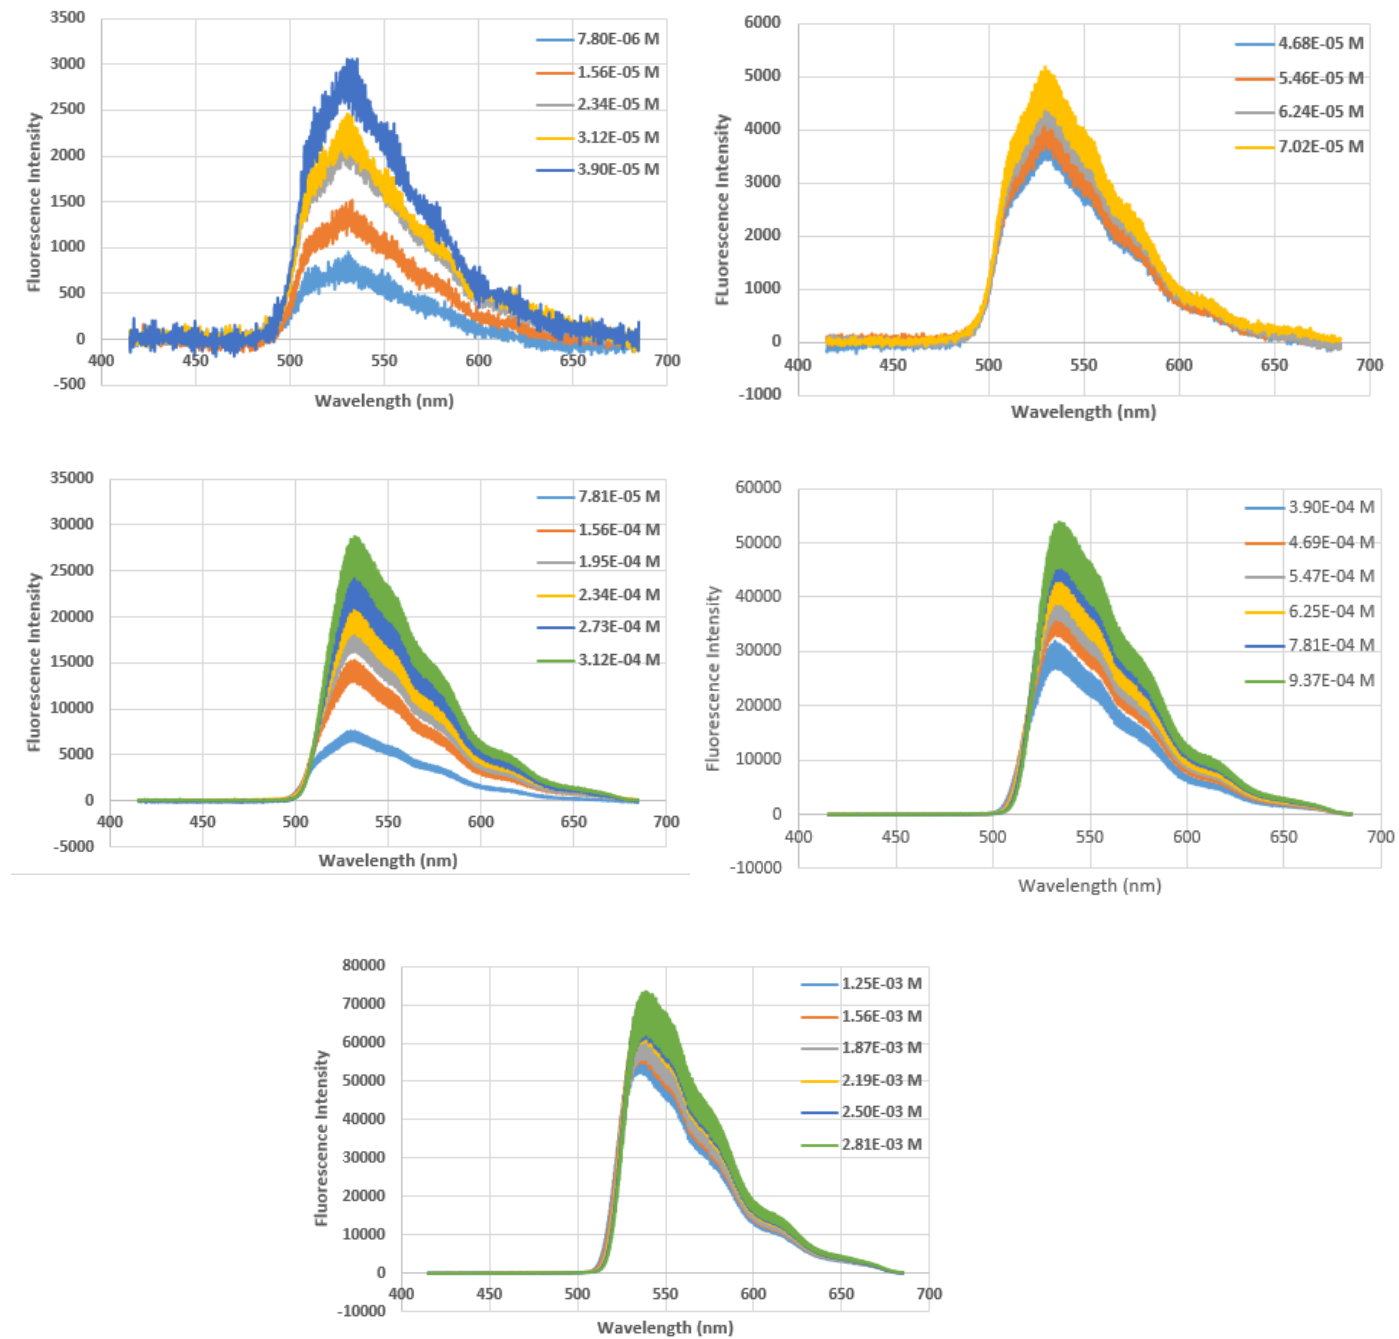 3500
3000
2500
2000
1500
1000
500
0
-500
400
450
500
550
600
650
700
Fluorescence Intensity
Wavelength (nm)
7.80E-06 M
1.56E-05 M
2.34E-05 M
3.12E-05 M
3.90E-05 M
6000
5000
4000
3000
2000
1000
0
-1000
400
450
500
550
600
650
700
FLuorescence Intensity
Wavelength (nm)
4.68E-05 M
5.46E-05 M
6.24E-05 M
7.02E-05 M
35000
30000
25000
20000
15000
10000
5000
0
-5000
400
450
500
550
600
650
700
Fluorescence Intensity
Wavelength (nm)
7.81E-05 M
1.56E-04 M
1.95E-04 M
2.34E-04 M
2.73E-04 M
3.12E-04 M
60000
50000
40000
30000
20000
10000
0
-10000
400
450
500
550
600
650
700
Fluorescence Intensity
Wavelength (nm)
3.90E-04 M
4.69E-04 M
5.47E-04 M
6.25E-04 M
7.81E-04 M
9.37E-04 M
80000
70000
60000
50000
40000
30000
20000
10000
0
-10000
400
450
500
550
600
650
700
Fluorescence Intensity
Wavelength (nm)
1.25E-03 M
1.56E-03 M
1.87E-03 M
2.19E-03 M
2.50E-03 M
2.81E-03 M